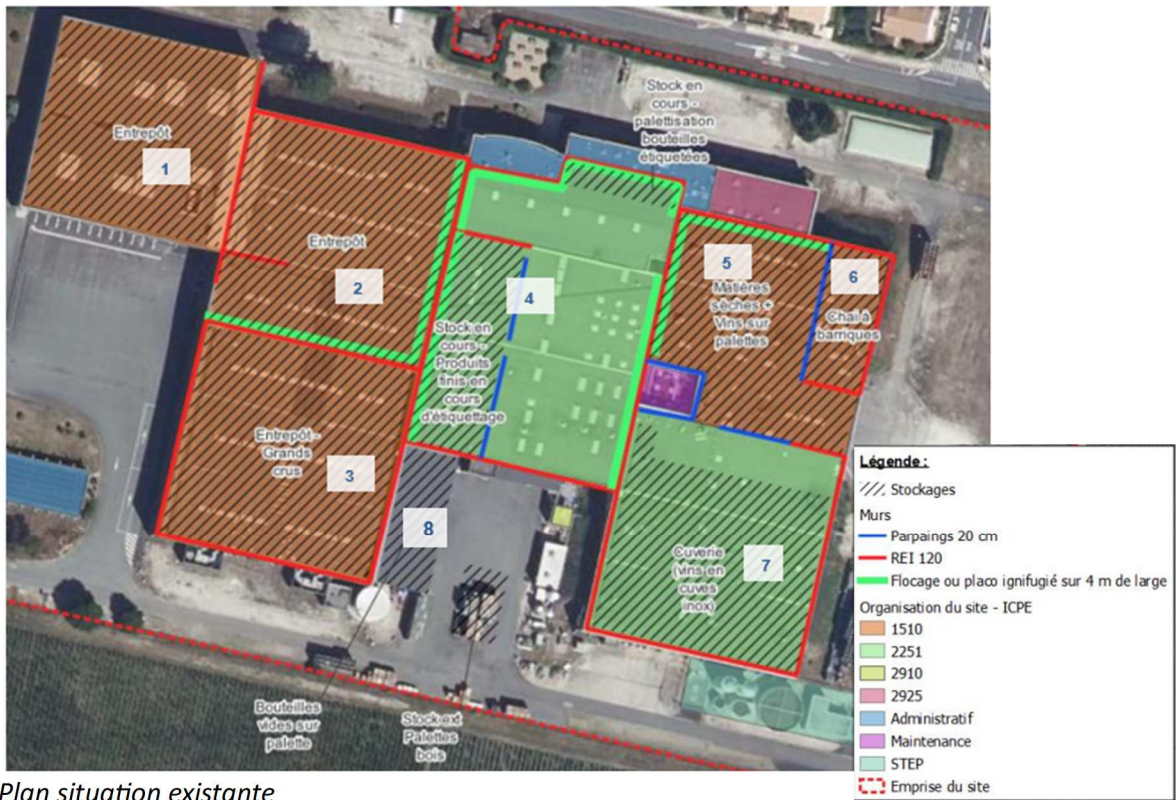 Stock en
cours -
palettisation
bouteilles
étiquetées
Entrepôt
1
Entrepôt
2
4
5
Matières
sèches +
Vins sur
palettes
6
Chai à
barriques
Stock en
cours -
Produits
finis en
cours
d'étiquettage
Entrepôt -
Grands
crus
3
8
Cuverie
(vins en
cuves
inox)
7
Bouteilles
vides sur
palette
Stock ext
Palettes
bois
Légende :
Stockages
Murs
Parpaings 20 cm
REI 120
Flocage ou placo ignifugié sur 4 m de large
Organisation du site - ICPE
1510
2251
2910
2925
Administratif
Maintenance
STEP
Emprise du site
Plan situation existante